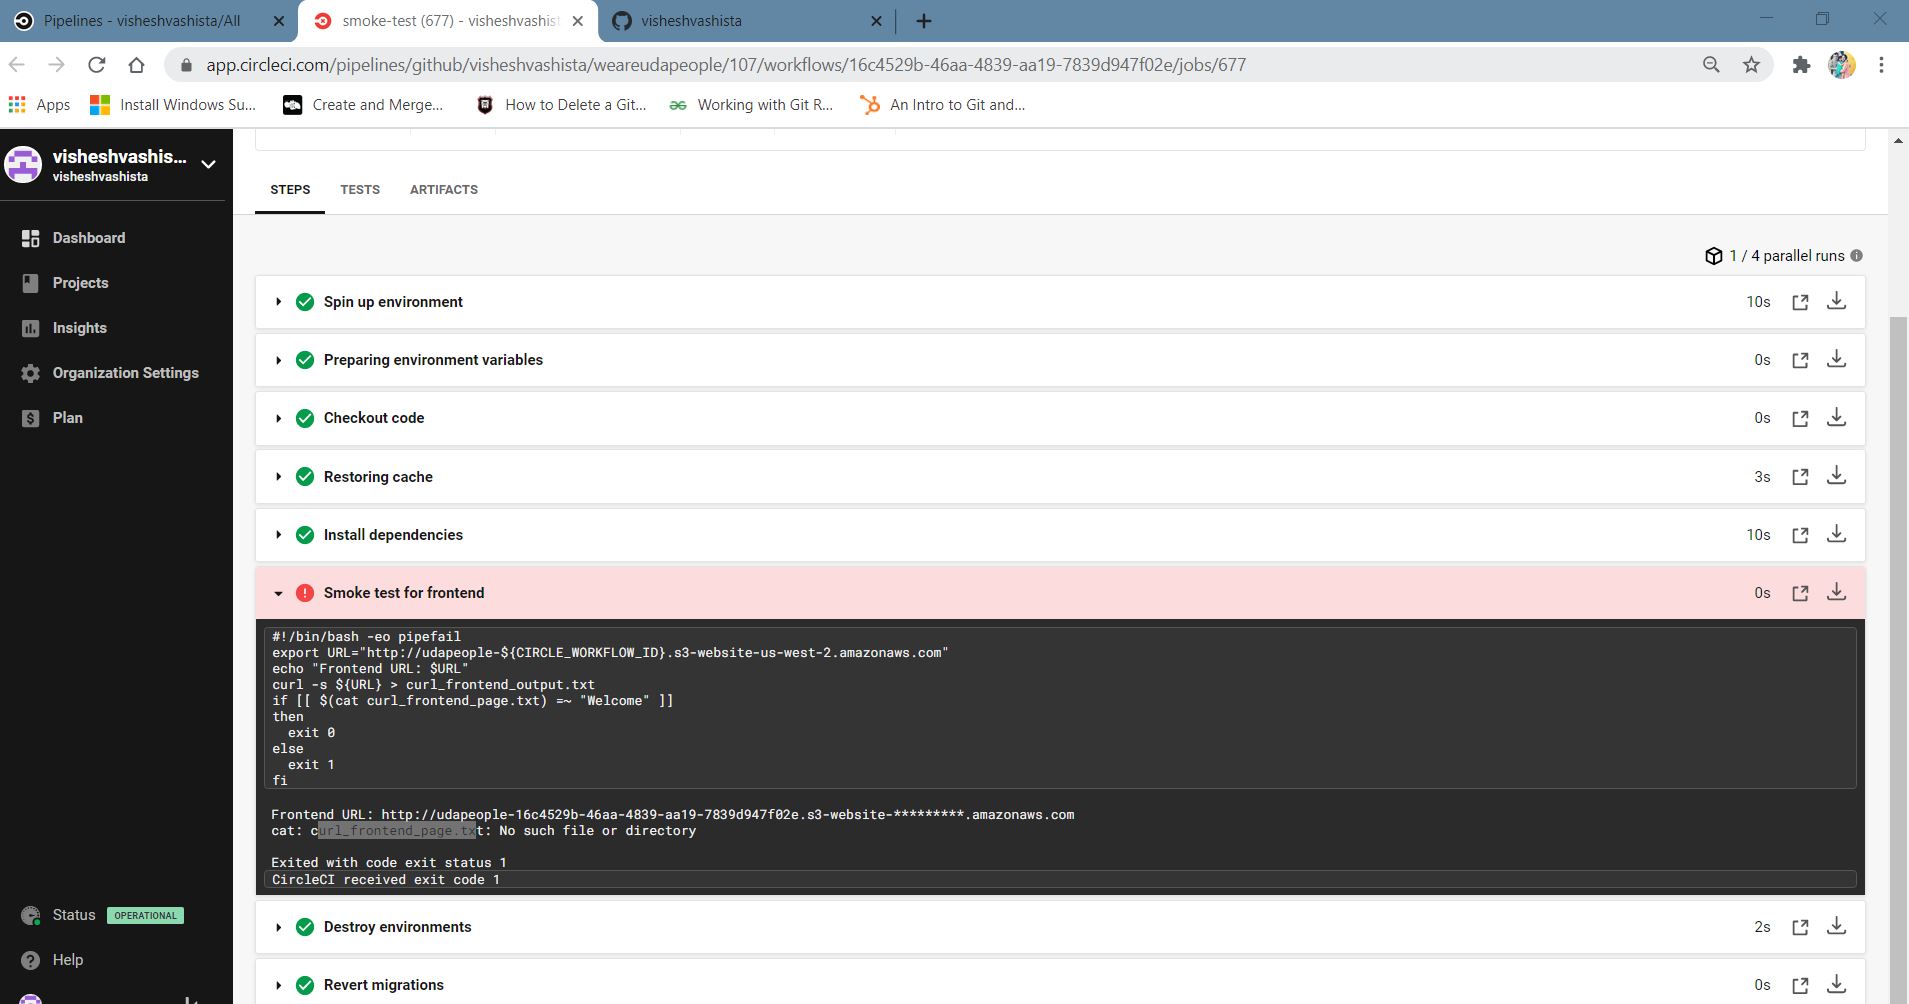 Pipelines - visheshvashista/All
smoke-test (677) - visheshvashist
visheshvashista
app.circleci.com/pipelines/github/visheshvashista/weareudapeople/107/workflows/16c4529b-46aa-4839-aa19-7839d947f02e/jobs/677
Apps
Install Windows Su...
Create and Merge...
How to Delete a Git...
Working with Git R...
An Intro to Git and...
visheshvashis...
visheshvashista
Dashboard
Projects
Insights
Organization Settings
Plan
Status OPERATIONAL
Help
STEPS TESTS ARTIFACTS
1 / 4 parallel runs
Spin up environment 10s
Preparing environment variables 0s
Checkout code 0s
Restoring cache 3s
Install dependencies 10s
Smoke test for frontend 0s
#!/bin/bash -eo pipefail
export URL="http://udapeople-${CIRCLE_WORKFLOW_ID}.s3-website-us-west-2.amazonaws.com"
echo "Frontend URL: $URL"
curl -s ${URL} > curl_frontend_output.txt
if [[ $(cat curl_frontend_page.txt) =~ "Welcome" ]]
then
exit 0
else
exit 1
fi
Frontend URL: http://udapeople-16c4529b-46aa-4839-aa19-7839d947f02e.s3-website-*********.amazonaws.com
cat: curl_frontend_page.txt: No such file or directory
Exited with code exit status 1
CircleCI received exit code 1
Destroy environments 2s
Revert migrations 0s